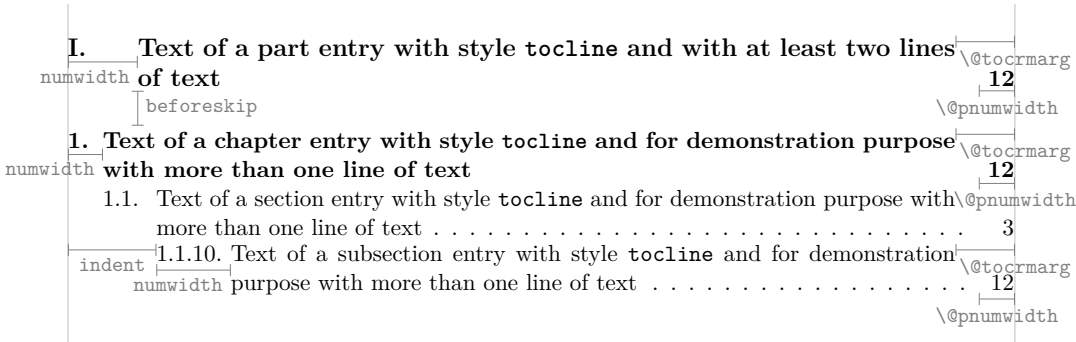 I. Text of a part entry with style tocline and with at least two lines \@tocrmarg
numwidth of text 12
beforeskip \@pnumwidth
1. Text of a chapter entry with style tocline and for demonstration purpose \@tocrmarg
numwidth with more than one line of text 12
1.1. Text of a section entry with style tocline and for demonstration purpose with \@pnumwidth
more than one line of text . . . . . . . . . . . . . . . . . . . . . . . . . . . . . . 3
indent 1.1.10. Text of a subsection entry with style tocline and for demonstration \@tocrmarg
numwidth purpose with more than one line of text . . . . . . . . . . . . . . . . . . 12
\@pnumwidth